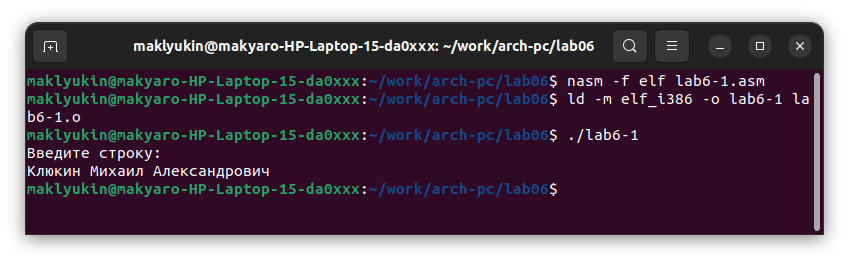 maklyukin@makyaro-HP-Laptop-15-da0xxx: ~/work/arch-pc/lab06
maklyukin@makyaro-HP-Laptop-15-da0xxx:~/work/arch-pc/lab06$ nasm -f elf lab6-1.asm
maklyukin@makyaro-HP-Laptop-15-da0xxx:~/work/arch-pc/lab06$ ld -m elf_i386 -o lab6-1 la
b6-1.o
maklyukin@makyaro-HP-Laptop-15-da0xxx:~/work/arch-pc/lab06$ ./lab6-1
Введите строку:
Клюкин Михаил Александрович
maklyukin@makyaro-HP-Laptop-15-da0xxx:~/work/arch-pc/lab06$